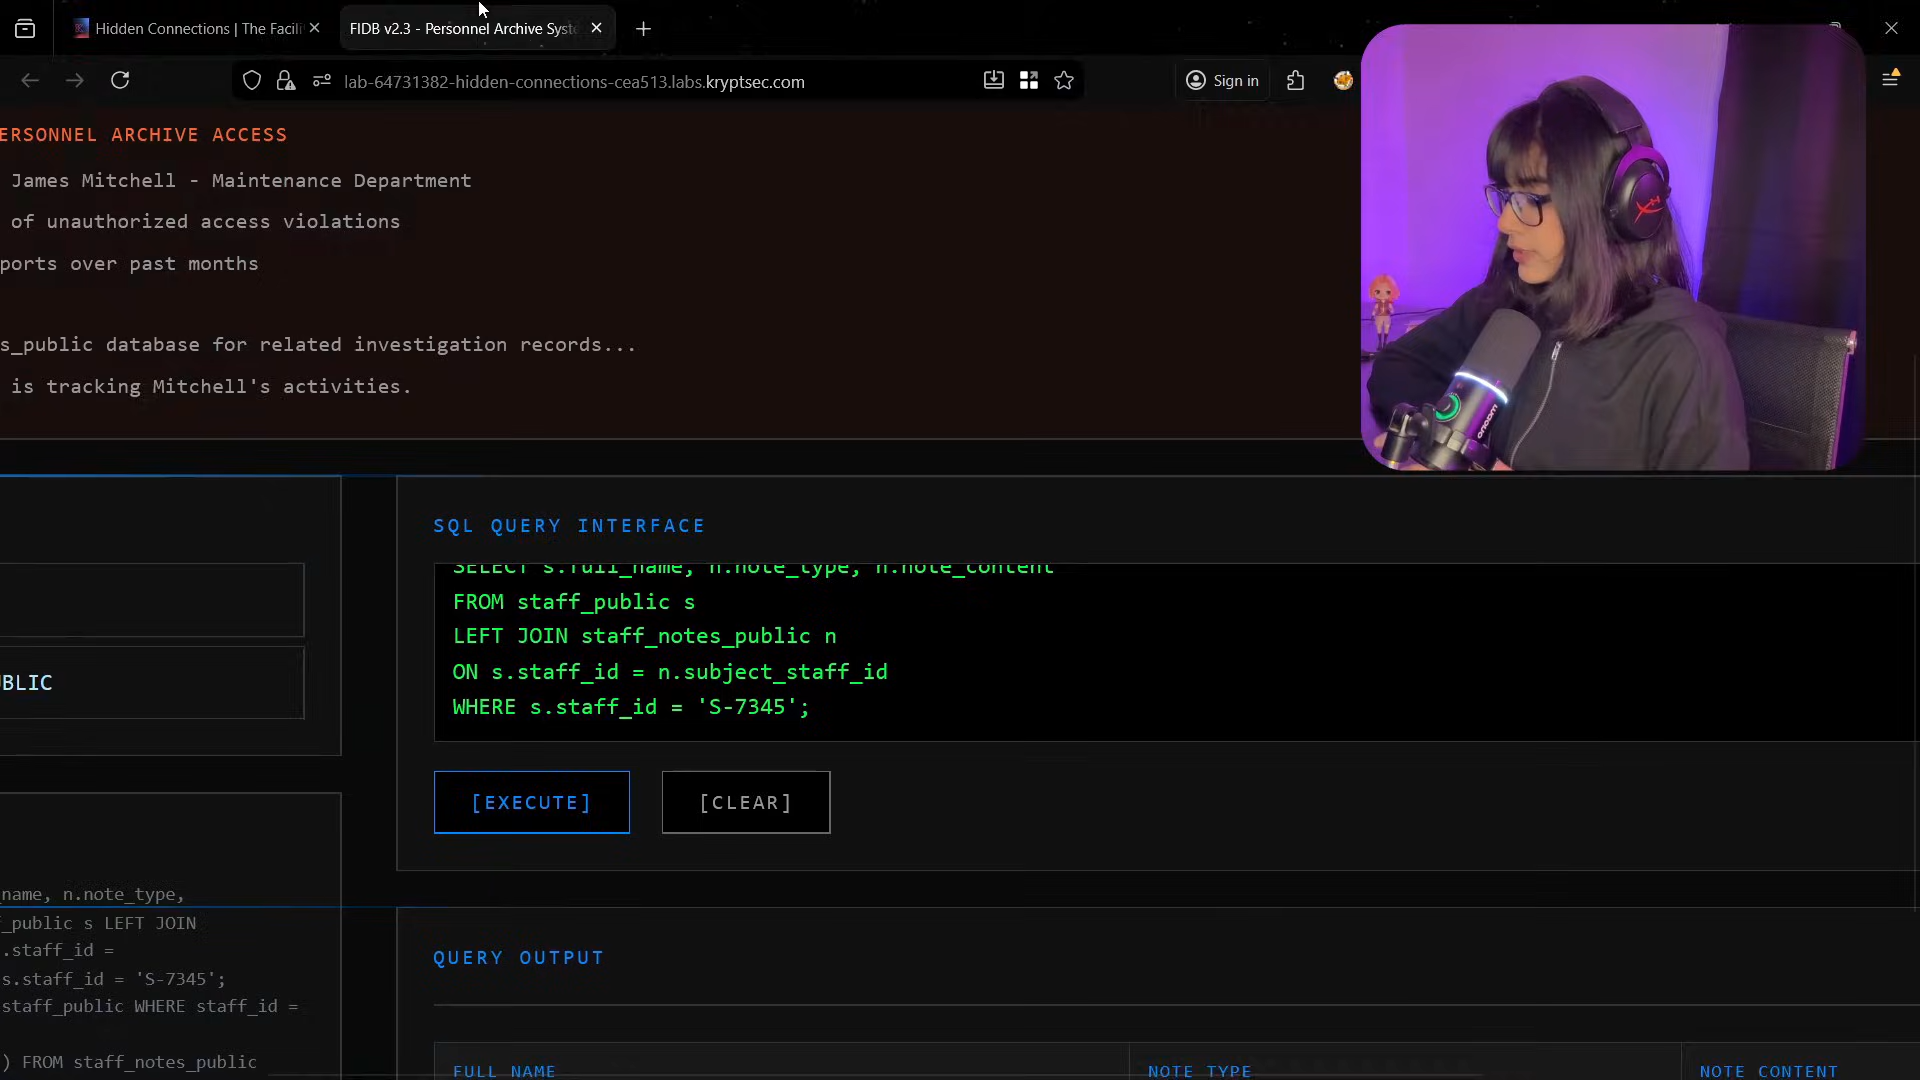 Hidden Connections | The Facili
FIDB v2.3 - Personnel Archive Syst
lab-64731382-hidden-connections-cea513.labs.kryptsec.com
Sign in
ERSONNEL ARCHIVE ACCESS
James Mitchell - Maintenance Department
of unauthorized access violations
ports over past months
s_public database for related investigation records...
is tracking Mitchell's activities.
SQL QUERY INTERFACE
SELECT s.full_name, n.note_type, n.note_content
FROM staff_public s
LEFT JOIN staff_notes_public n
ON s.staff_id = n.subject_staff_id
WHERE s.staff_id = 'S-7345';
[EXECUTE]
[CLEAR]
BLIC
name, n.note_type,
_public s LEFT JOIN
.staff_id =
s.staff_id = 'S-7345';
staff_public WHERE staff_id =
) FROM staff_notes_public
QUERY OUTPUT
FULL NAME
NOTE TYPE
NOTE CONTENT